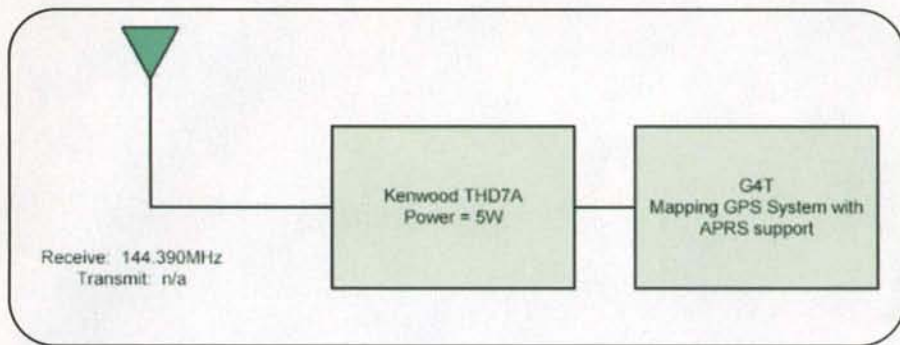 Kenwood THD7A
Power = 5W
G4T
Mapping GPS System with
APRS support
Receive: 144.390MHz
Transmit: n/a